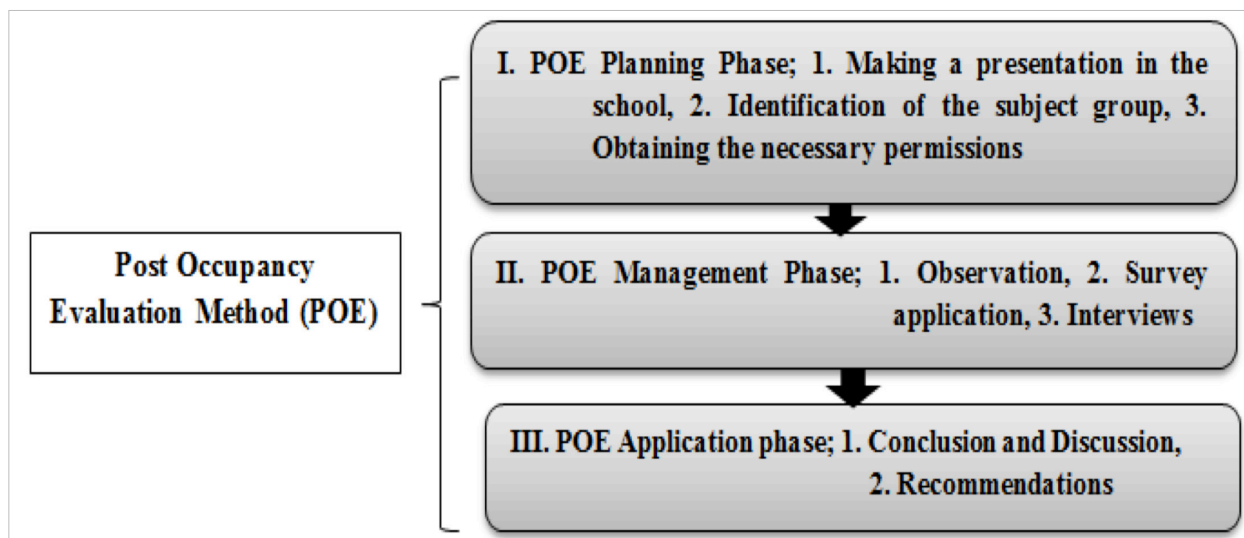 Post Occupancy
Evaluation Method (POE)
I. POE Planning Phase; 1. Making a presentation in the
school, 2. Identification of the subject group, 3.
Obtaining the necessary permissions
II. POE Management Phase; 1. Observation, 2. Survey
application, 3. Interviews
III. POE Application phase; 1. Conclusion and Discussion,
2. Recommendations